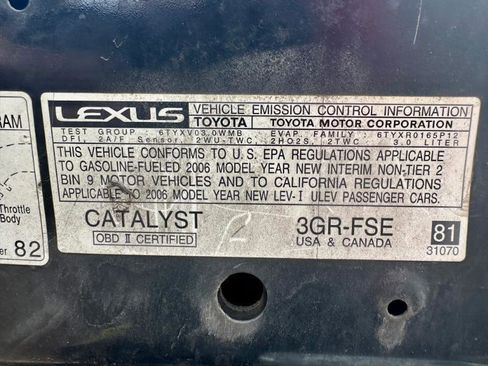 LEXUS VEHICLE EMISSION CONTROL INFORMATION
TOYOTA TOYOTA MOTOR CORPORATION
TEST GROUP : 6TYXV03.0WMB EVAP. FAMILY : 6TYXR0165P12
DFI, 2A/F Sensor, 2WU-TWC, 2HO2S, 2TWC 3.0 LITER
THIS VEHICLE CONFORMS TO U.S. EPA REGULATIONS APPLICABLE
TO GASOLINE-FUELED 2006 MODEL YEAR NEW INTERIM NON-TIER 2
BIN 9 MOTOR VEHICLES AND TO CALIFORNIA REGULATIONS
APPLICABLE TO 2006 MODEL YEAR NEW LEV-I ULEV PASSENGER CARS.
CATALYST 3GR-FSE 81
OBD II CERTIFIED USA & CANADA 31070
RAM
Throttle
Body
er 82